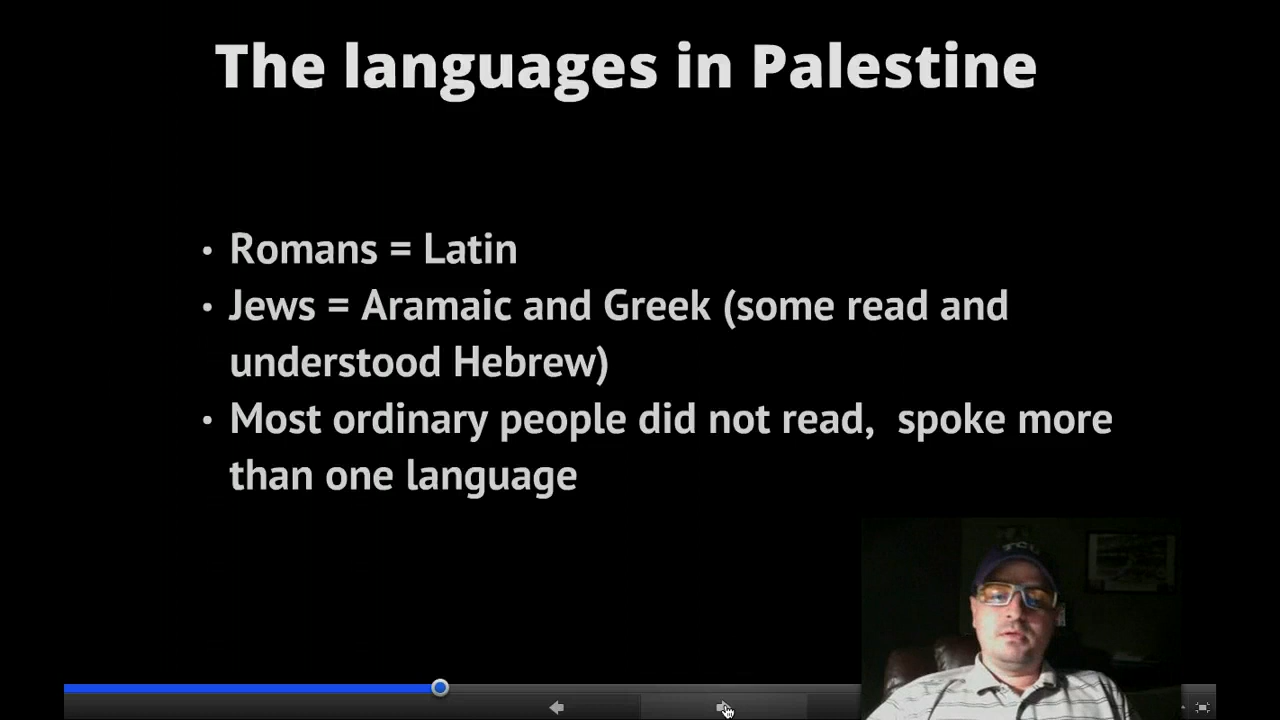 The languages in Palestine
• Romans = Latin
• Jews = Aramaic and Greek (some read and
understood Hebrew)
• Most ordinary people did not read,  spoke more
than one language
TCU